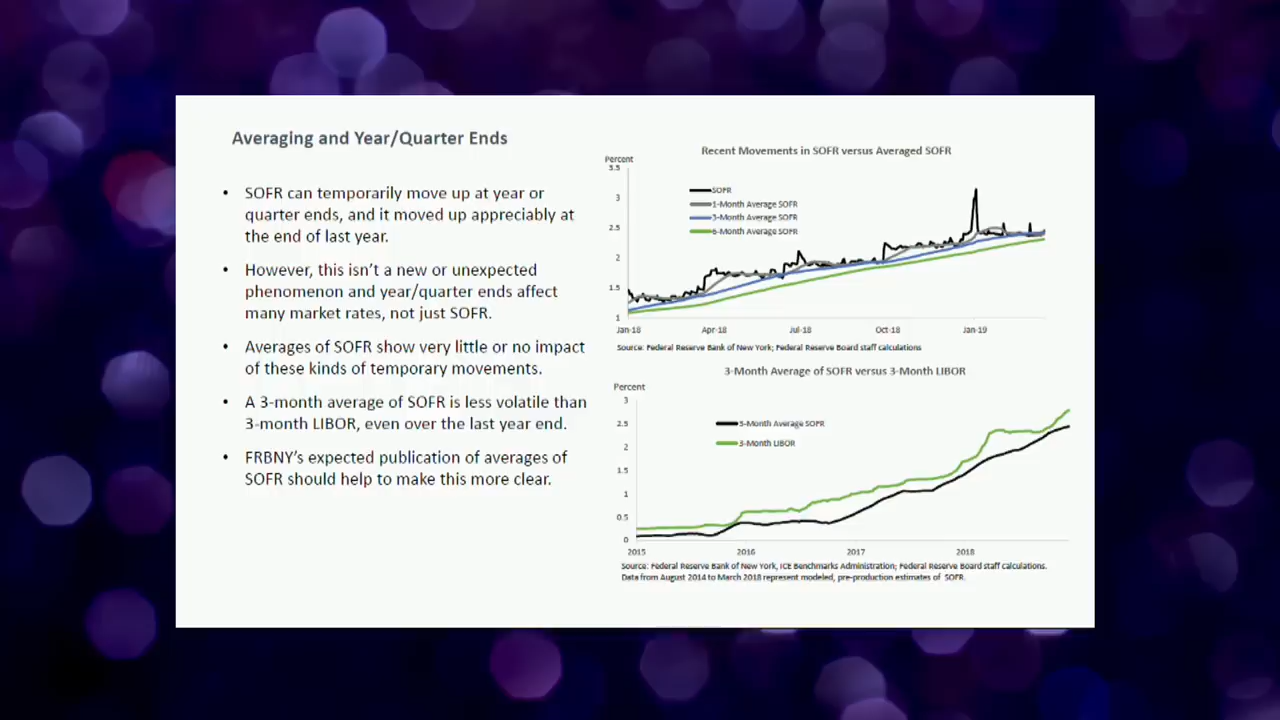 Averaging and Year/Quarter Ends
• SOFR can temporarily move up at year or
quarter ends, and it moved up appreciably at
the end of last year.
• However, this isn't a new or unexpected
phenomenon and year/quarter ends affect
many market rates, not just SOFR.
• Averages of SOFR show very little or no impact
of these kinds of temporary movements.
• A 3-month average of SOFR is less volatile than
3-month LIBOR, even over the last year end.
• FRBNY's expected publication of averages of
SOFR should help to make this more clear.
Recent Movements in SOFR versus Averaged SOFR
Percent
3.5
3
2.5
2
1.5
1
SOFR
1-Month Average SOFR
3-Month Average SOFR
6-Month Average SOFR
Jan-18 Apr-18 Jul-18 Oct-18 Jan-19
Source: Federal Reserve Bank of New York; Federal Reserve Board staff calculations
3-Month Average of SOFR versus 3-Month LIBOR
Percent
3
2.5
2
1.5
1
0.5
0
3-Month Average SOFR
3-Month LIBOR
2015 2016 2017 2018
Source: Federal Reserve Bank of New York, ICE Benchmarks Administration; Federal Reserve Board staff calculations.
Data from August 2014 to March 2018 represent modeled, pre-production estimates of SOFR.